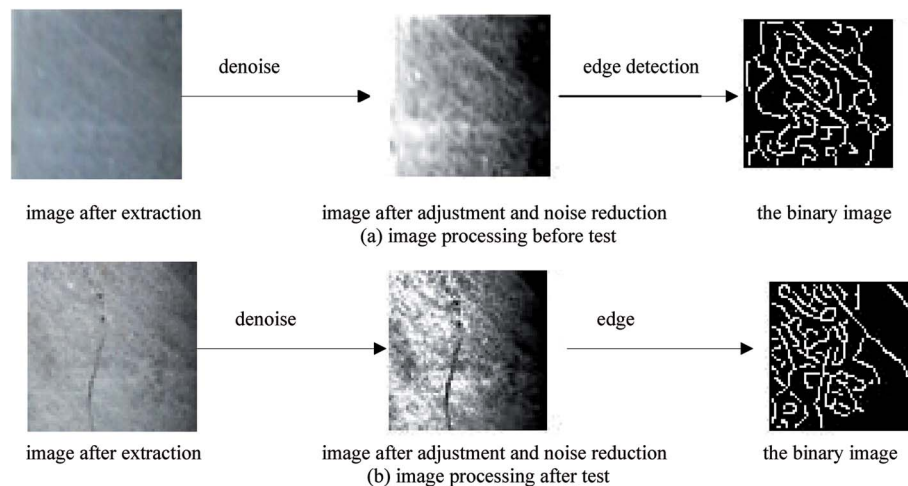 denoise
edge detection
image after extraction
image after adjustment and noise reduction
the binary image
(a) image processing before test
denoise
edge
image after extraction
image after adjustment and noise reduction
the binary image
(b) image processing after test